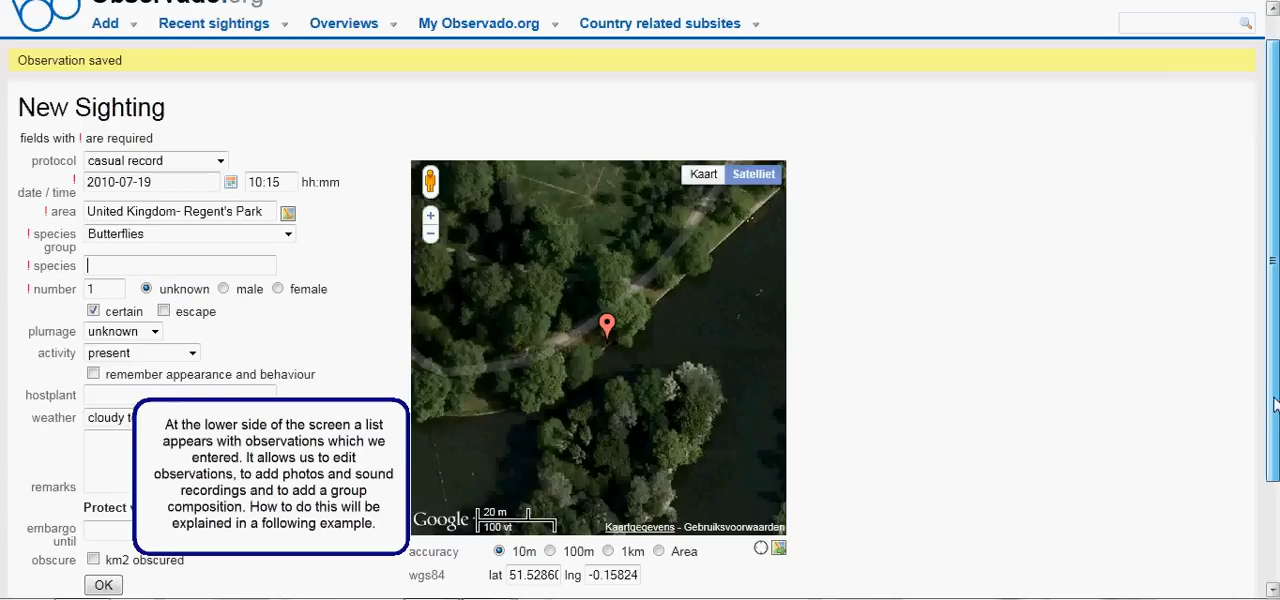 Observado.org
Add Recent sightings Overviews My Observado.org Country related subsites
Observation saved
New Sighting
fields with ! are required
protocol casual record
! date / time 2010-07-19 10:15 hh:mm
! area United Kingdom- Regent's Park
! species group Butterflies
! species
! number 1 unknown male female
certain escape
plumage unknown
activity present
remember appearance and behaviour
hostplant
weather cloudy
remarks
Protect
embargo until
obscure km2 obscured
OK
At the lower side of the screen a list
appears with observations which we
entered. It allows us to edit
observations, to add photos and sound
recordings and to add a group
composition. How to do this will be
explained in a following example.
Kaart Satelliet
+
−
Google 20 m
100 vt
Kaartgegevens - Gebruiksvoorwaarden
accuracy 10m 100m 1km Area
wgs84 lat 51.5286 lng -0.15824